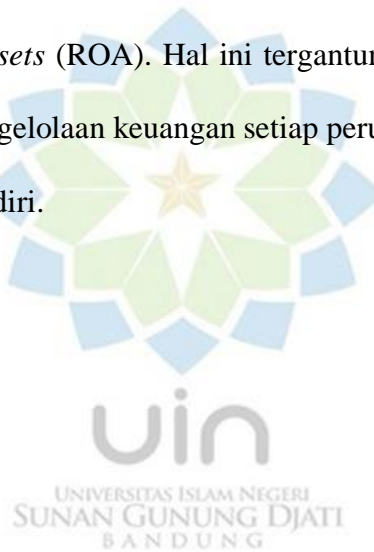 sets (ROA). Hal ini tergantun
gelolaan keuangan setiap peru
diri.
uin
UNIVERSITAS ISLAM NEGERI
SUNAN GUNUNG DJATI
BANDUNG